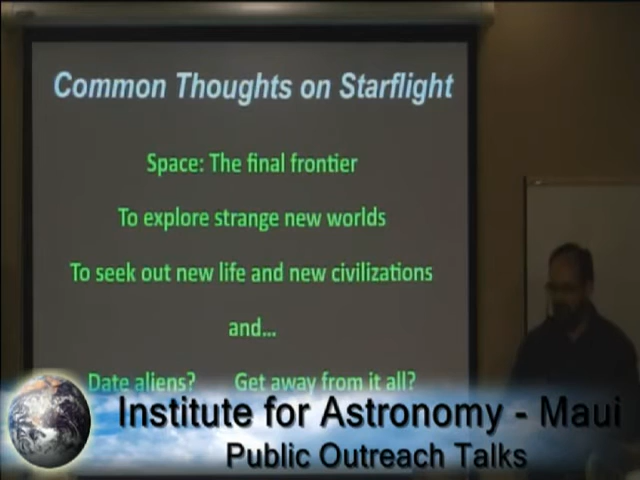 Common Thoughts on Starflight
Space: The final frontier
To explore strange new worlds
To seek out new life and new civilizations
and...
Date aliens? Get away from it all?
Institute for Astronomy - Maui
Public Outreach Talks